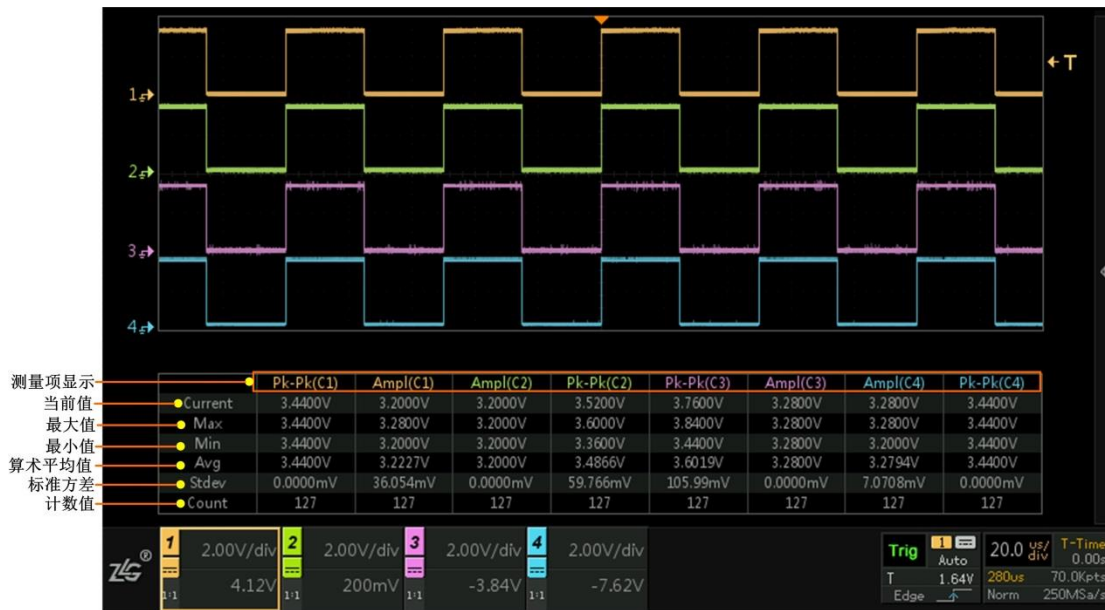 T
1
2
3
4
测量项显示 Pk-Pk(C1) Ampl(C1) Ampl(C2) Pk-Pk(C2) Pk-Pk(C3) Ampl(C3) Ampl(C4) Pk-Pk(C4)
当前值 Current 3.4400V 3.2000V 3.2000V 3.5200V 3.7600V 3.2800V 3.2800V 3.4400V
最大值 Max 3.4400V 3.2800V 3.2000V 3.6000V 3.8400V 3.2800V 3.2800V 3.4400V
最小值 Min 3.4400V 3.2000V 3.2000V 3.3600V 3.4400V 3.2800V 3.2000V 3.4400V
算术平均值 Avg 3.4400V 3.2227V 3.2000V 3.4866V 3.6019V 3.2800V 3.2794V 3.4400V
标准方差 Stdev 0.0000mV 36.054mV 0.0000mV 59.766mV 105.99mV 0.0000mV 7.0708mV 0.0000mV
计数值 Count 127 127 127 127 127 127 127 127
ZLG® 1 2.00V/div 2 2.00V/div 3 2.00V/div 4 2.00V/div Trig 1 Auto 20.0 us/div T-Time 0.00s
1:1 4.12V 1:1 200mV 1:1 -3.84V 1:1 -7.62V T 1.64V 280us 70.0Kpts
Edge Norm 250MSa/s